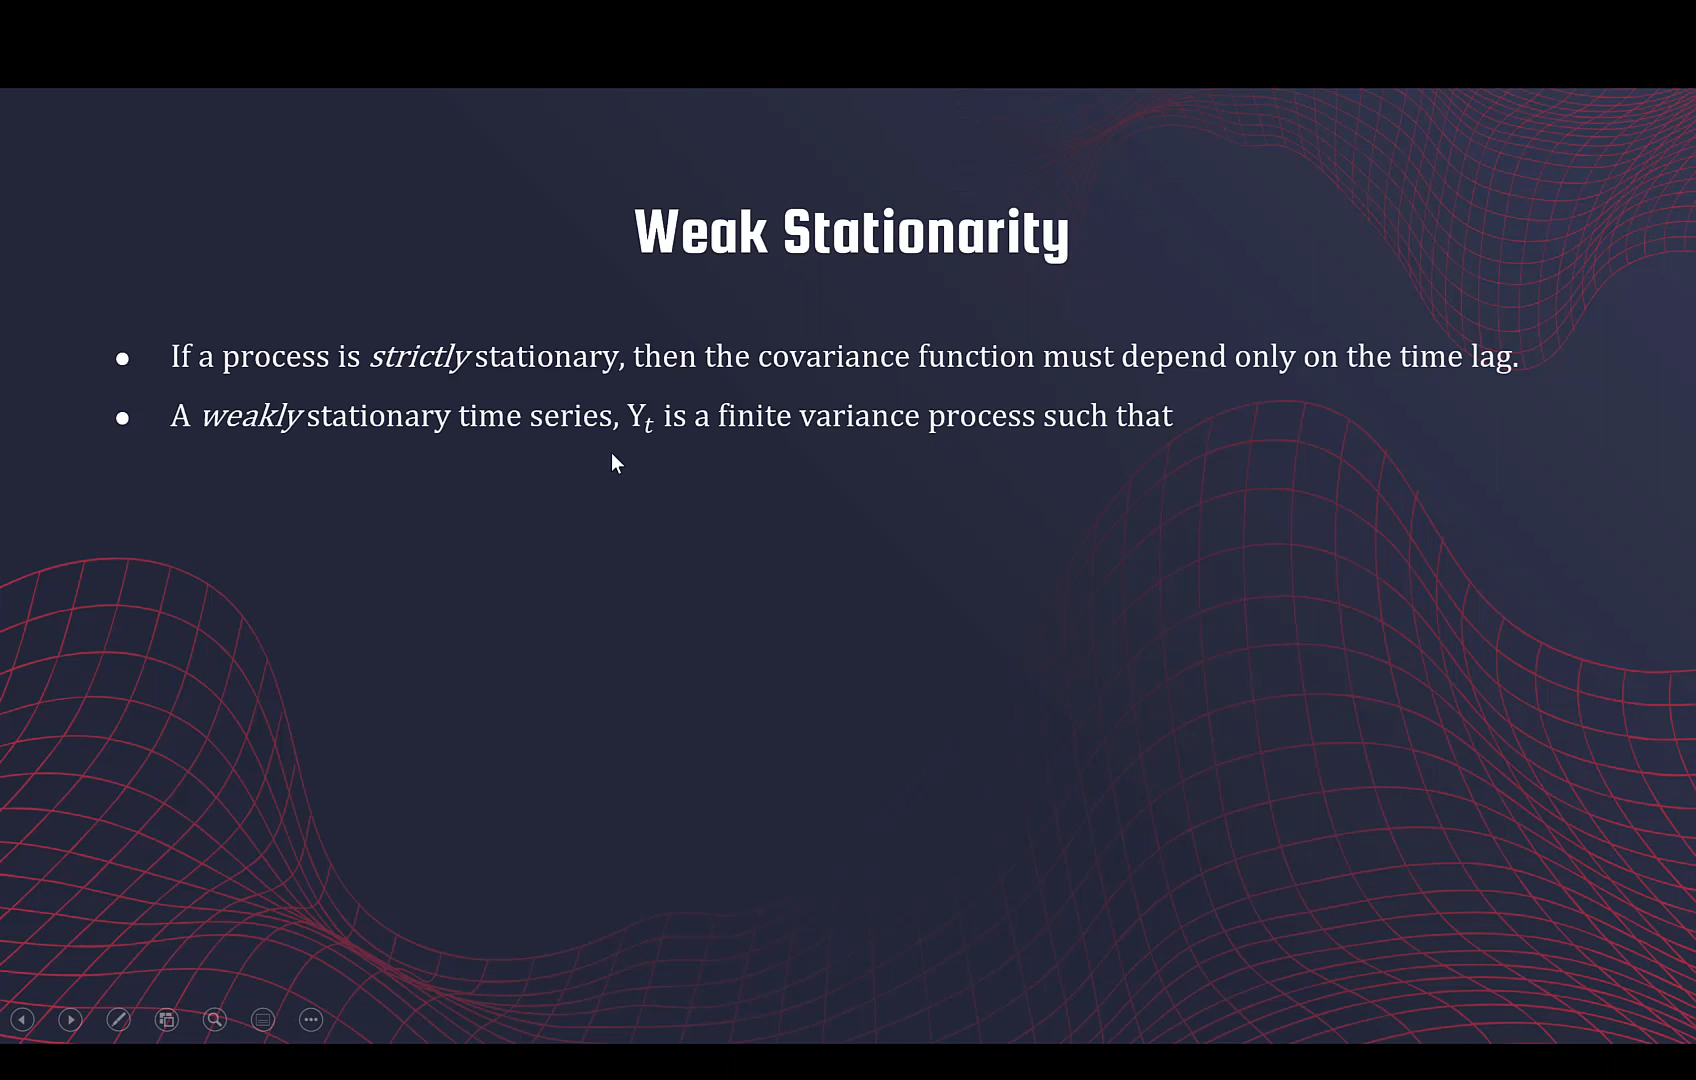 Weak Stationarity
● If a process is strictly stationary, then the covariance function must depend only on the time lag.
● A weakly stationary time series, Yₜ is a finite variance process such that